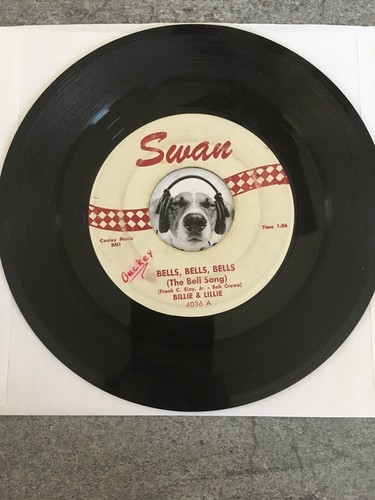 Swan
Conley Music
BMI
Time 1:56
Guckey
BELLS, BELLS, BELLS
(The Bell Song)
(Frank C. Slay, Jr. - Bob Crewe)
BILLIE & LILLIE
4036 A